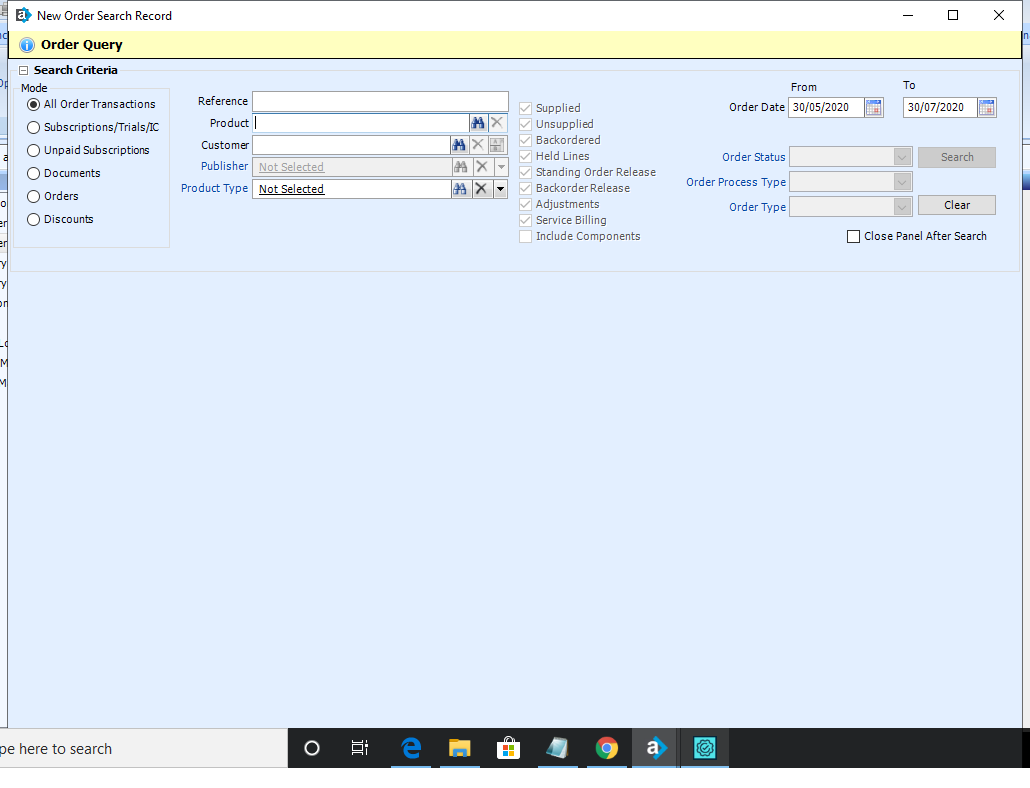 New Order Search Record
Order Query
Search Criteria
Mode
All Order Transactions
Subscriptions/Trials/IC
Unpaid Subscriptions
Documents
Orders
Discounts
Reference
Product
Customer
Publisher Not Selected
Product Type Not Selected
Supplied
Unsupplied
Backordered
Held Lines
Standing Order Release
Backorder Release
Adjustments
Service Billing
Include Components
From To
Order Date 30/05/2020 30/07/2020
Order Status Search
Order Process Type
Order Type Clear
Close Panel After Search
pe here to search